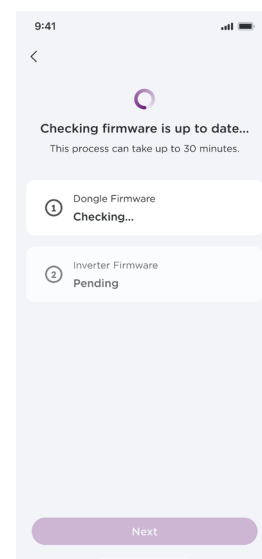 9:41
Checking firmware is up to date...
This process can take up to 30 minutes.
1
Dongle Firmware
Checking...
2
Inverter Firmware
Pending
Next